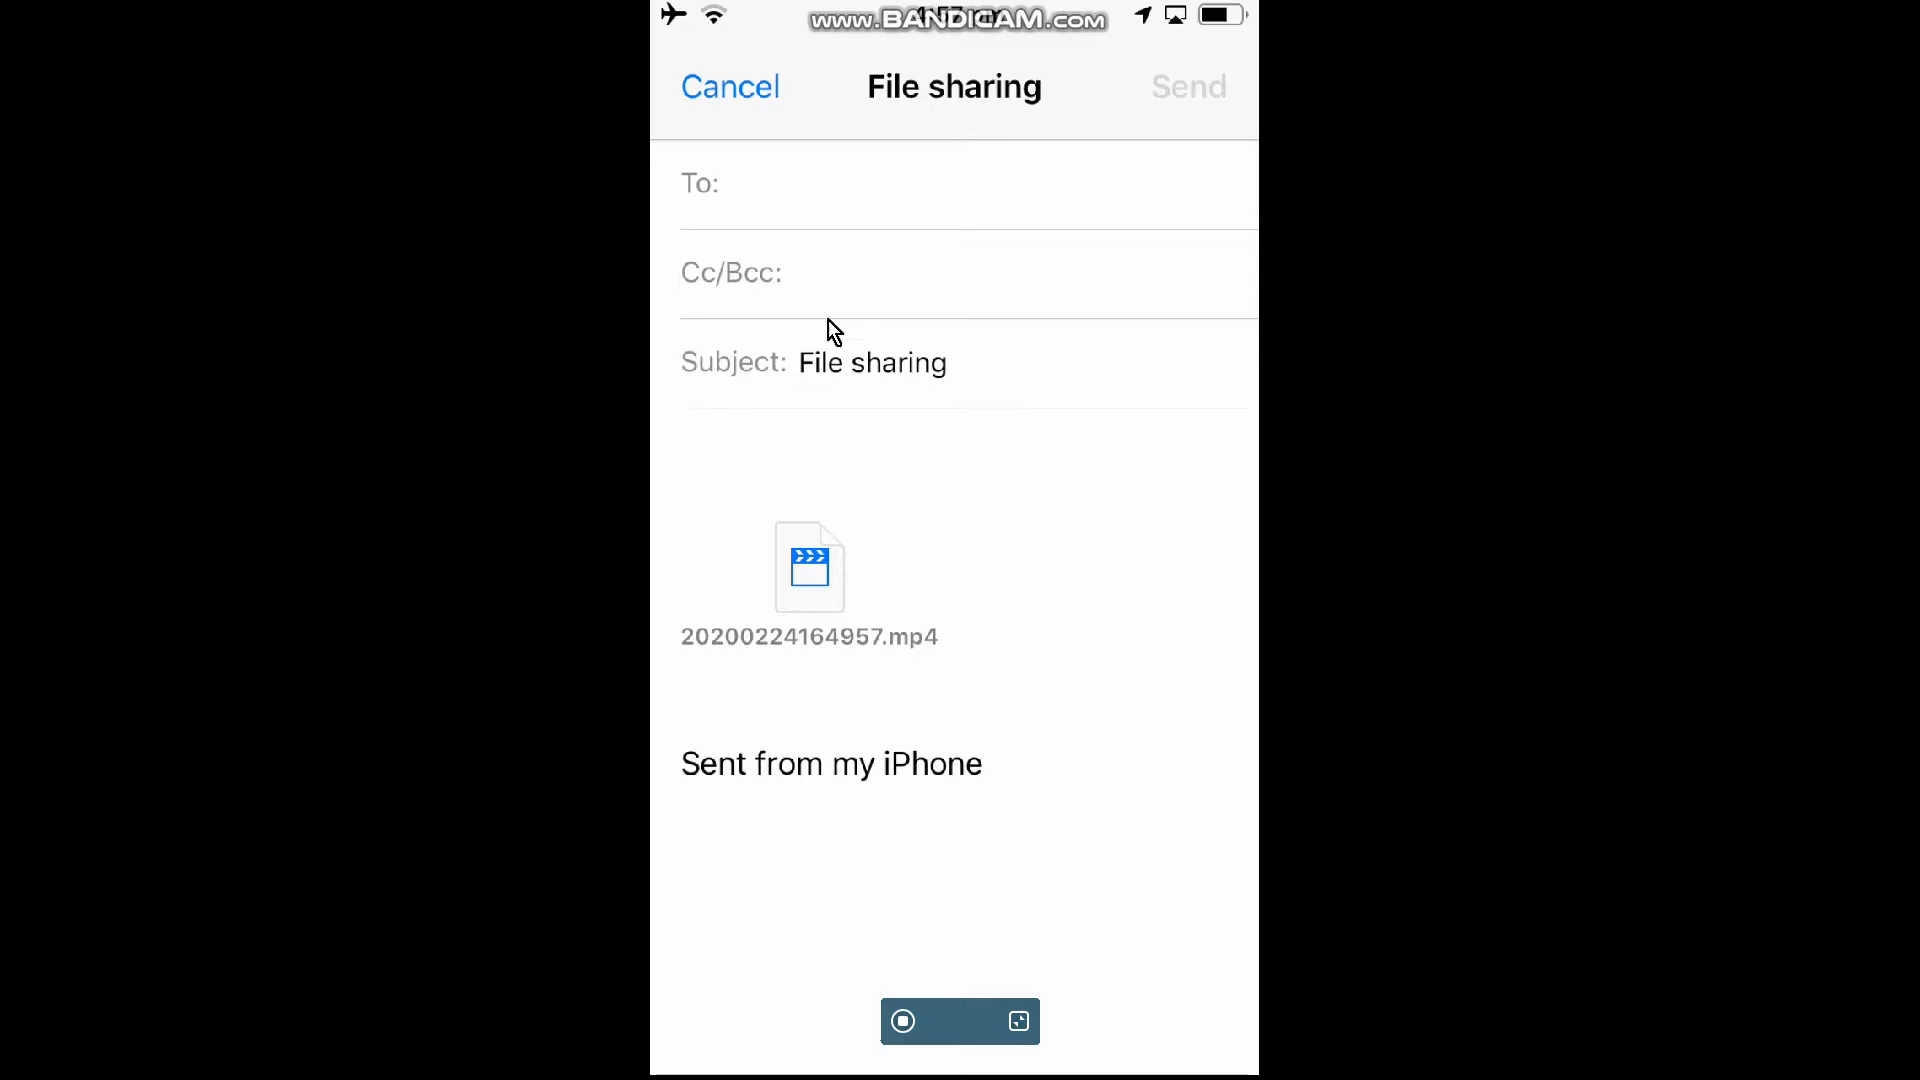 www.BANDICAM.com
Cancel File sharing Send
To:
Cc/Bcc:
Subject: File sharing
20200224164957.mp4
Sent from my iPhone